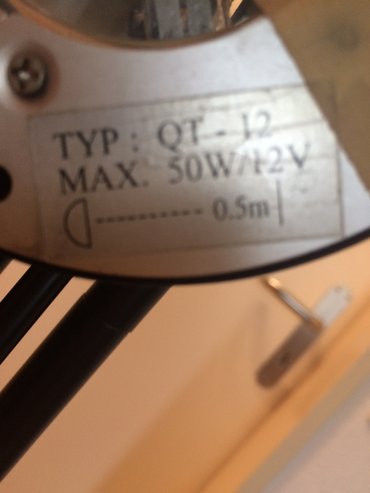 TYP : QT - 12
MAX. 50W/12V
---------- 0.5m